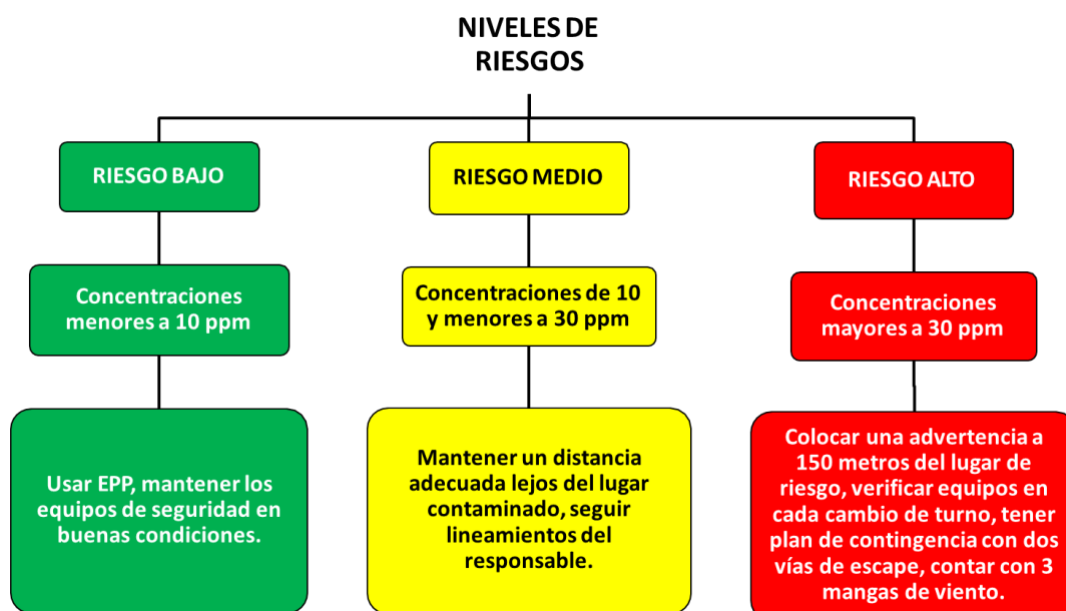 NIVELES DE
RIESGOS
RIESGO BAJO
RIESGO MEDIO
RIESGO ALTO
Concentraciones
menores a 10 ppm
Concentraciones de 10
y menores a 30 ppm
Concentraciones
mayores a 30 ppm
Usar EPP, mantener los
equipos de seguridad en
buenas condiciones.
Mantener un distancia
adecuada lejos del lugar
contaminado, seguir
lineamientos del
responsable.
Colocar una advertencia a
150 metros del lugar de
riesgo, verificar equipos en
cada cambio de turno, tener
plan de contingencia con dos
vías de escape, contar con 3
mangas de viento.